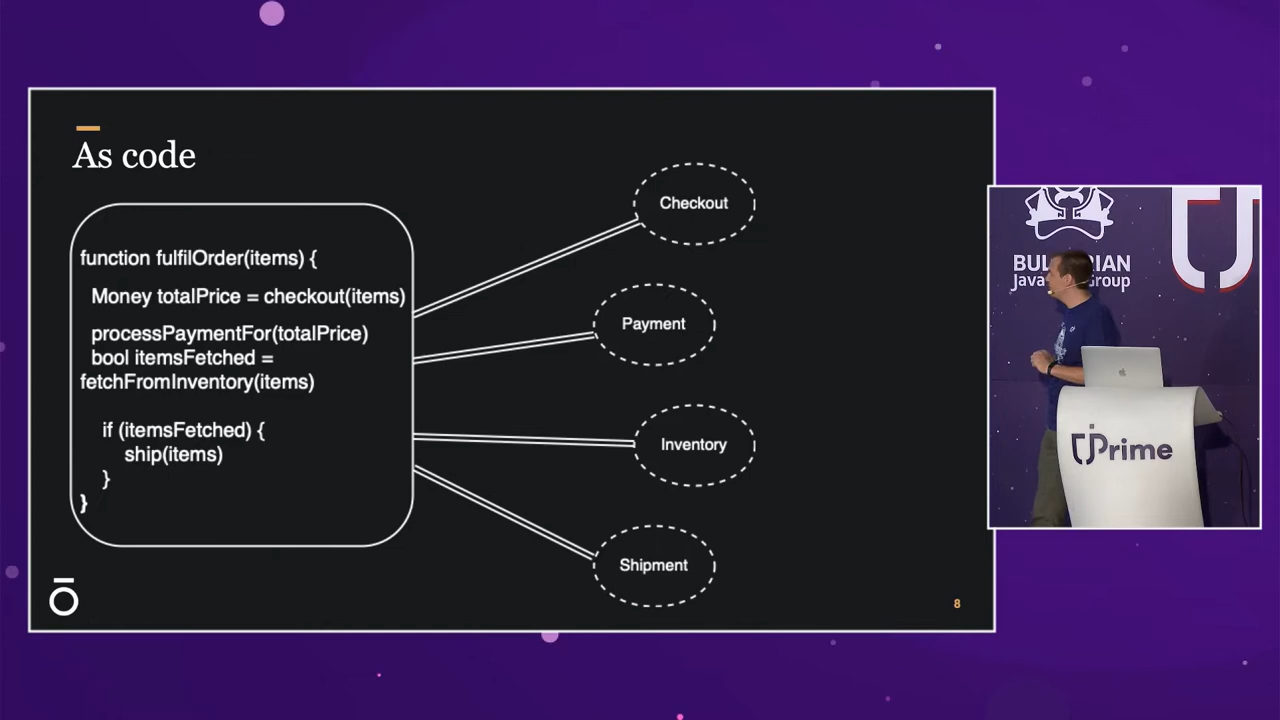 As code
function fulfilOrder(items) {
Money totalPrice = checkout(items)
processPaymentFor(totalPrice)
bool itemsFetched =
fetchFromInventory(items)
if (itemsFetched) {
ship(items)
}
}
Checkout
Payment
Inventory
Shipment
8
Java
Group
Prime